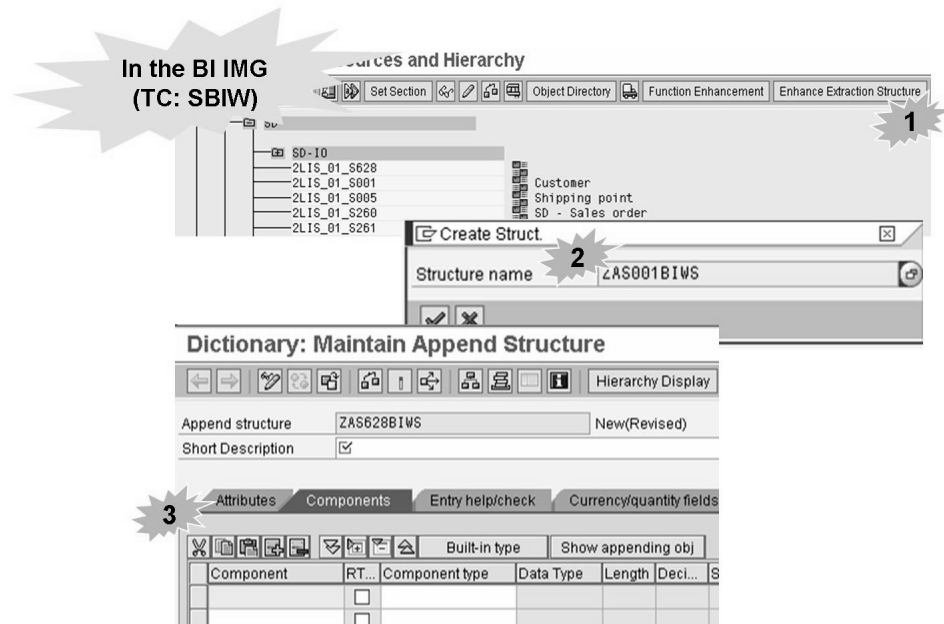 In the BI IMG
(TC: SBIW)
ources and Hierarchy
Set Section
Object Directory
Function Enhancement
Enhance Extraction Structure
1
SD
SD-IO
2LIS_01_S628
2LIS_01_S001 Customer
2LIS_01_S005 Shipping point
2LIS_01_S260 SD - Sales order
2LIS_01_S261
Create Struct.
2
Structure name ZAS001BIWS
Dictionary: Maintain Append Structure
Hierarchy Display
Append structure ZAS628BIWS New(Revised)
Short Description
3
Attributes Components Entry help/check Currency/quantity fields
Built-in type Show appending obj
Component RT... Component type Data Type Length Deci... S